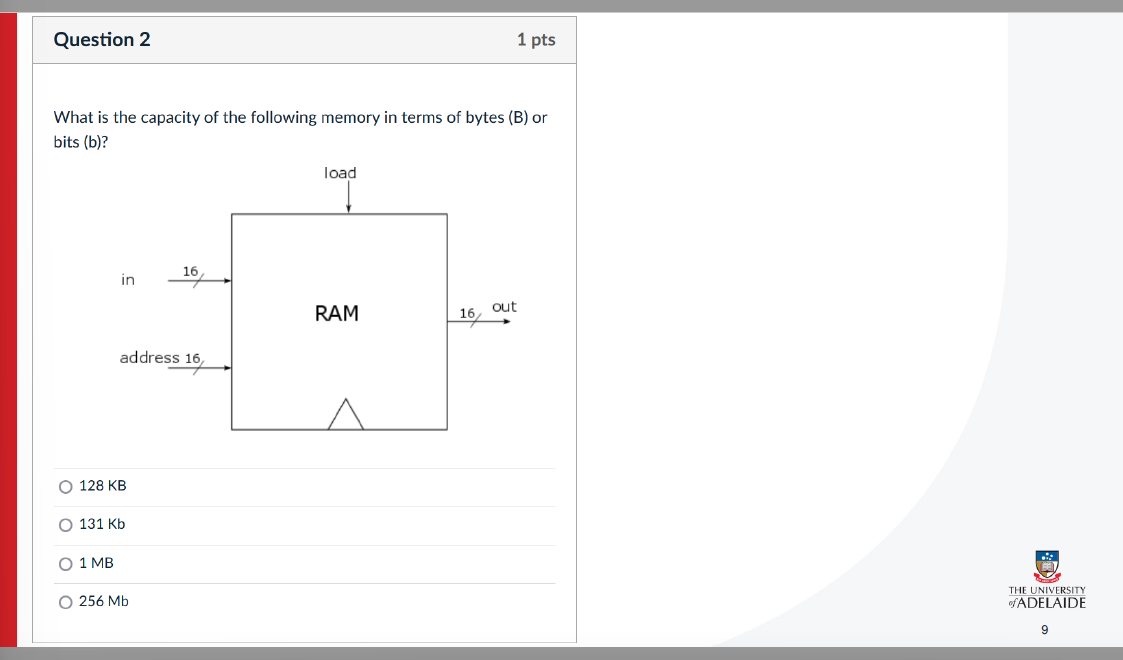 Question 2
1 pts
What is the capacity of the following memory in terms of bytes (B) or
bits (b)?
load
in
16
RAM
16
out
address 16
128 KB
131 Kb
1 MB
256 Mb
THE UNIVERSITY
of ADELAIDE
9